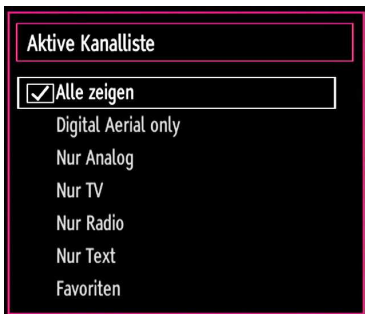 Aktive Kanalliste
Alle zeigen
Digital Aerial only
Nur Analog
Nur TV
Nur Radio
Nur Text
Favoriten